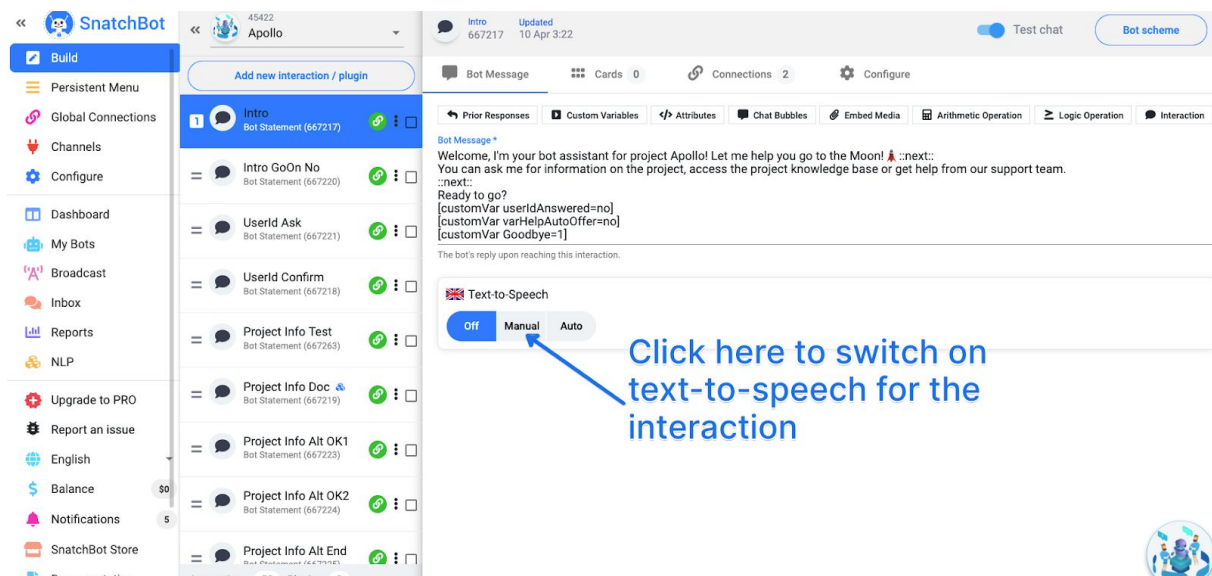 «
SnatchBot
Build
Persistent Menu
Global Connections
Channels
Configure
Dashboard
My Bots
Broadcast
Inbox
Reports
NLP
Upgrade to PRO
Report an issue
English
Balance $0
Notifications 5
SnatchBot Store
«
45422
Apollo
Add new interaction / plugin
1 Intro
Bot Statement (667217)
Intro GoOn No
Bot Statement (667220)
UserId Ask
Bot Statement (667221)
UserId Confirm
Bot Statement (667218)
Project Info Test
Bot Statement (667263)
Project Info Doc
Bot Statement (667219)
Project Info Alt OK1
Bot Statement (667223)
Project Info Alt OK2
Bot Statement (667224)
Project Info Alt End
Intro Updated
667217 10 Apr 3:22
Test chat
Bot scheme
Bot Message Cards 0 Connections 2 Configure
Prior Responses Custom Variables </> Attributes Chat Bubbles Embed Media Arithmetic Operation Logic Operation Interaction
Bot Message *
Welcome, I'm your bot assistant for project Apollo! Let me help you go to the Moon! ::next::
You can ask me for information on the project, access the project knowledge base or get help from our support team.
::next::
Ready to go?
[customVar userIdAnswered=no]
[customVar varHelpAutoOffer=no]
[customVar Goodbye=1]
The bot's reply upon reaching this interaction.
Text-to-Speech
Off Manual Auto
Click here to switch on
text-to-speech for the
interaction